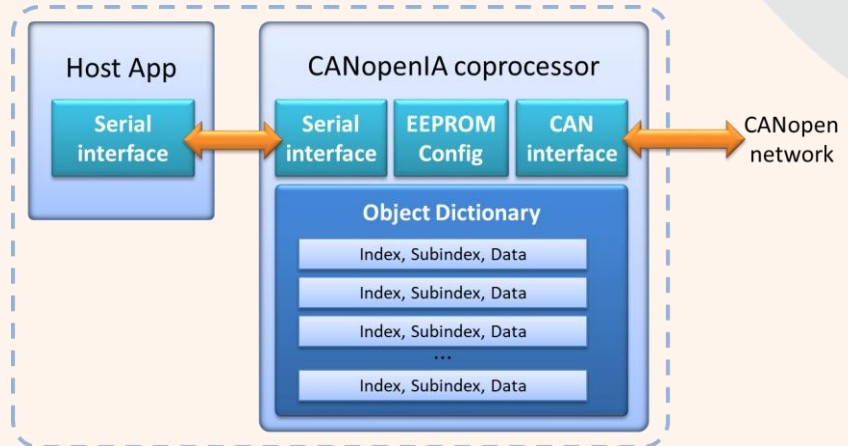 Host App
Serial
interface
CANopenIA coprocessor
Serial
interface
EEPROM
Config
CAN
interface
CANopen
network
Object Dictionary
Index, Subindex, Data
Index, Subindex, Data
Index, Subindex, Data
...
Index, Subindex, Data